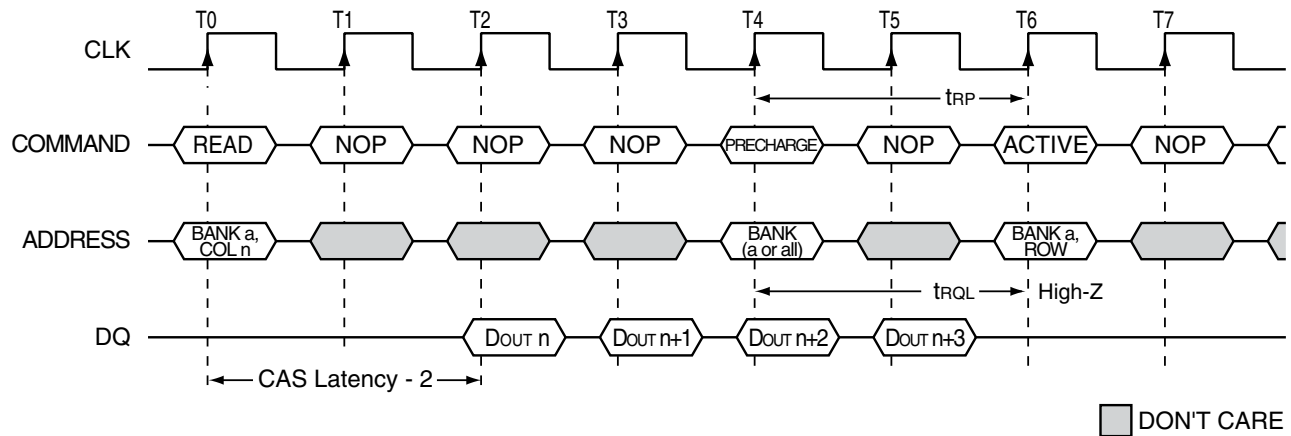 T0 T1 T2 T3 T4 T5 T6 T7
CLK
tRP
COMMAND READ NOP NOP NOP PRECHARGE NOP ACTIVE NOP
ADDRESS BANK a, COL n BANK (a or all) BANK a, ROW
tRQL High-Z
DQ DOUT n DOUT n+1 DOUT n+2 DOUT n+3
CAS Latency - 2
DON'T CARE